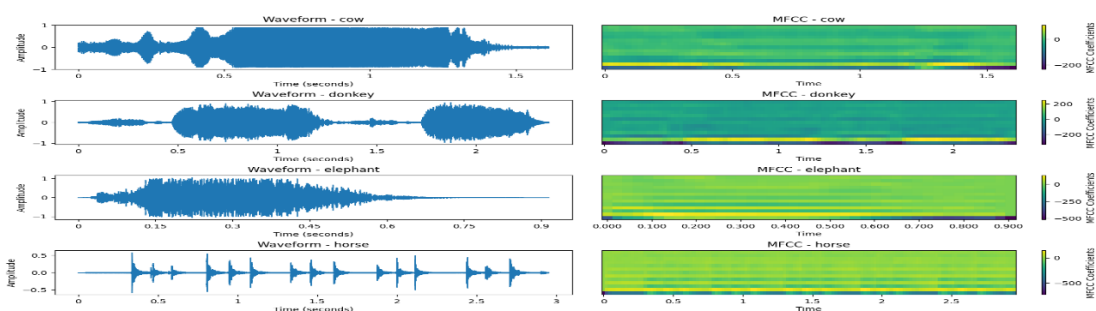 Waveform - cow
Amplitude
1
0
−1
0
0.5
1
1.5
Time (seconds)
MFCC - cow
0
0.5
1
1.5
Time
0
−200
MFCC Coefficients
Waveform - donkey
Amplitude
1
0
−1
0
0.5
1
1.5
2
Time (seconds)
MFCC - donkey
0
0.5
1
1.5
2
Time
200
0
−200
MFCC Coefficients
Waveform - elephant
Amplitude
1
0
−1
0
0.15
0.3
0.45
0.6
0.75
0.9
Time (seconds)
MFCC - elephant
0.000
0.100
0.200
0.300
0.400
0.500
0.600
0.700
0.800
0.900
Time
0
−250
−500
MFCC Coefficients
Waveform - horse
Amplitude
0.5
0.0
−0.5
0
0.5
1
1.5
2
2.5
3
Time (seconds)
MFCC - horse
0
0.5
1
1.5
2
2.5
Time
0
−500
MFCC Coefficients